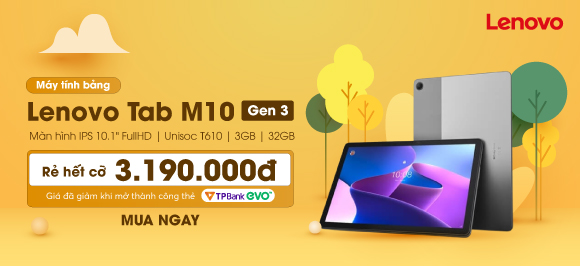 Lenovo
Máy tính bảng
Lenovo Tab M10 Gen 3
Màn hình IPS 10.1" FullHD | Unisoc T610 | 3GB | 32GB
Rẻ hết cỡ 3.190.000đ
Giá đã giảm khi mở thành công thẻ TPBank evo
MUA NGAY